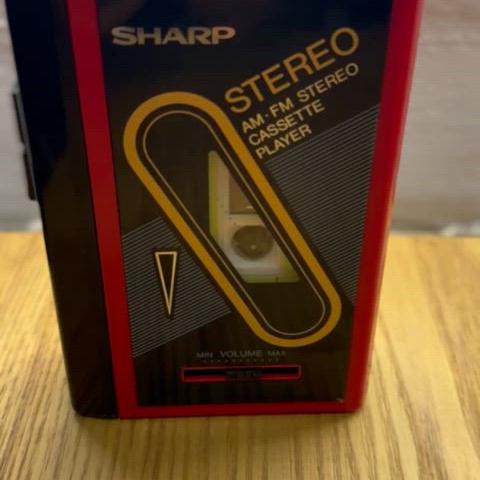 SHARP
STEREO
AM·FM STEREO
CASSETTE
PLAYER
MIN VOLUME MAX